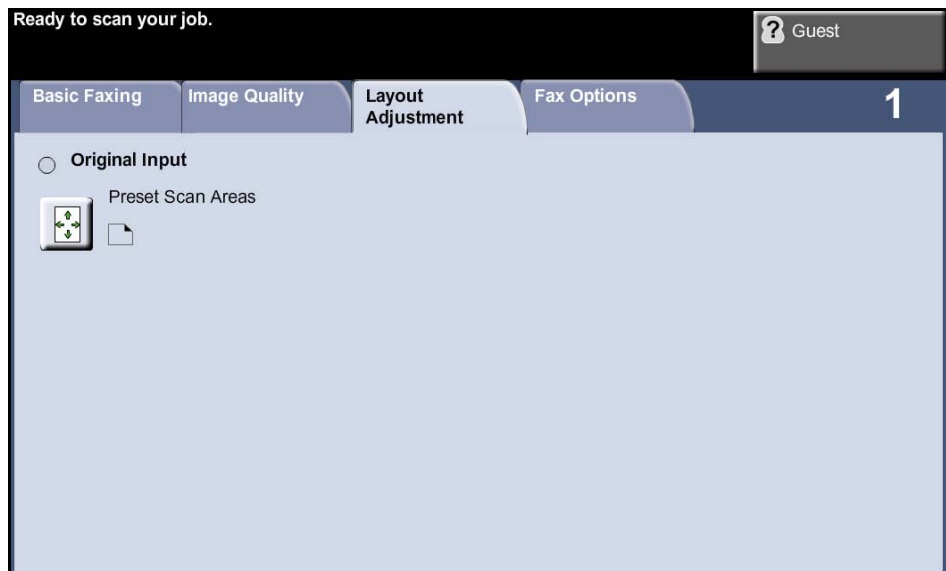 Ready to scan your job.
? Guest
Basic Faxing
Image Quality
Layout
Adjustment
Fax Options
1
Original Input
Preset Scan Areas